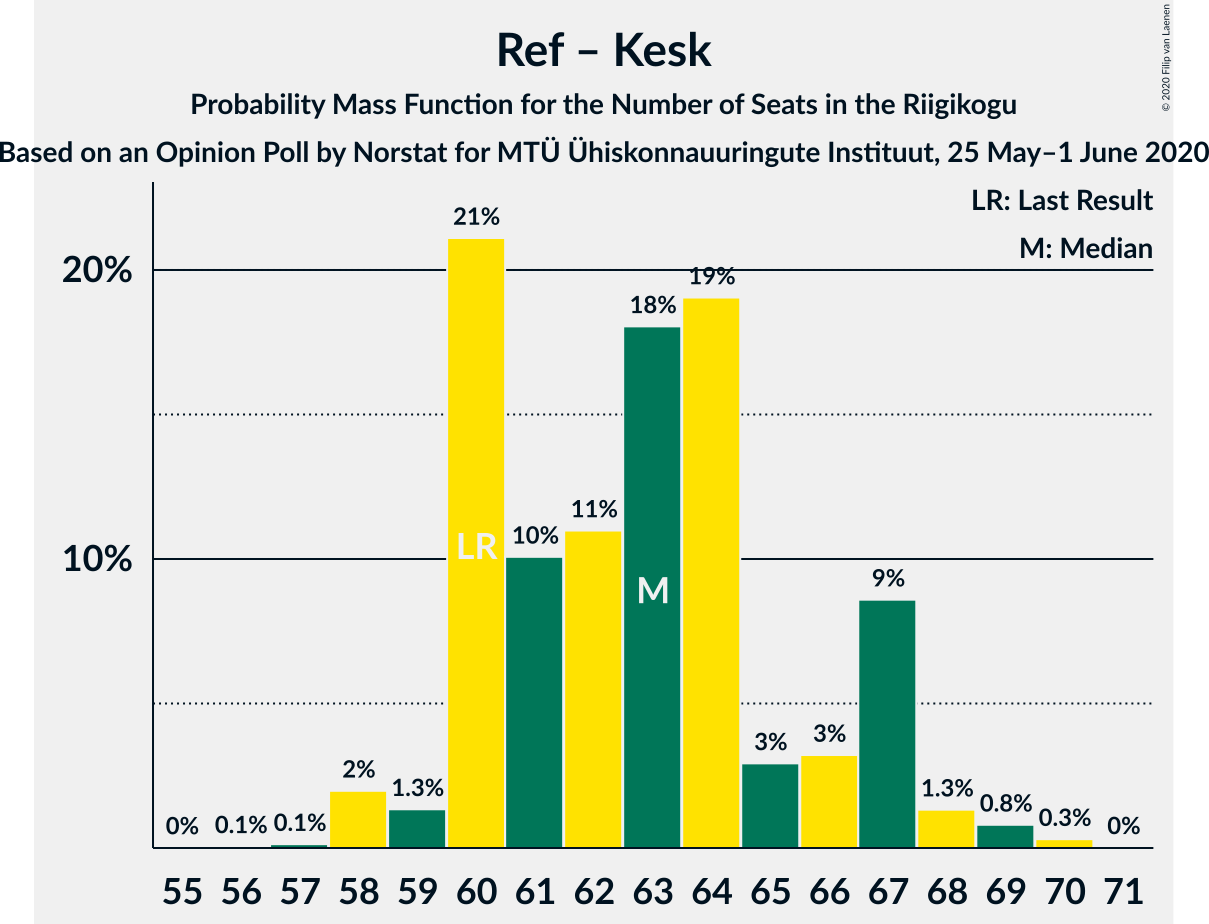 Ref – Kesk
Probability Mass Function for the Number of Seats in the Riigikogu
Based on an Opinion Poll by Norstat for MTÜ Ühiskonnauuringute Instituut, 25 May–1 June 2020
© 2020 Filip van Laenen
LR: Last Result
M: Median
20%
10%
0% 0.1% 0.1% 2% 1.3% 21% 10% 11% 18% 19% 3% 3% 9% 1.3% 0.8% 0.3% 0%
LR
M
55 56 57 58 59 60 61 62 63 64 65 66 67 68 69 70 71